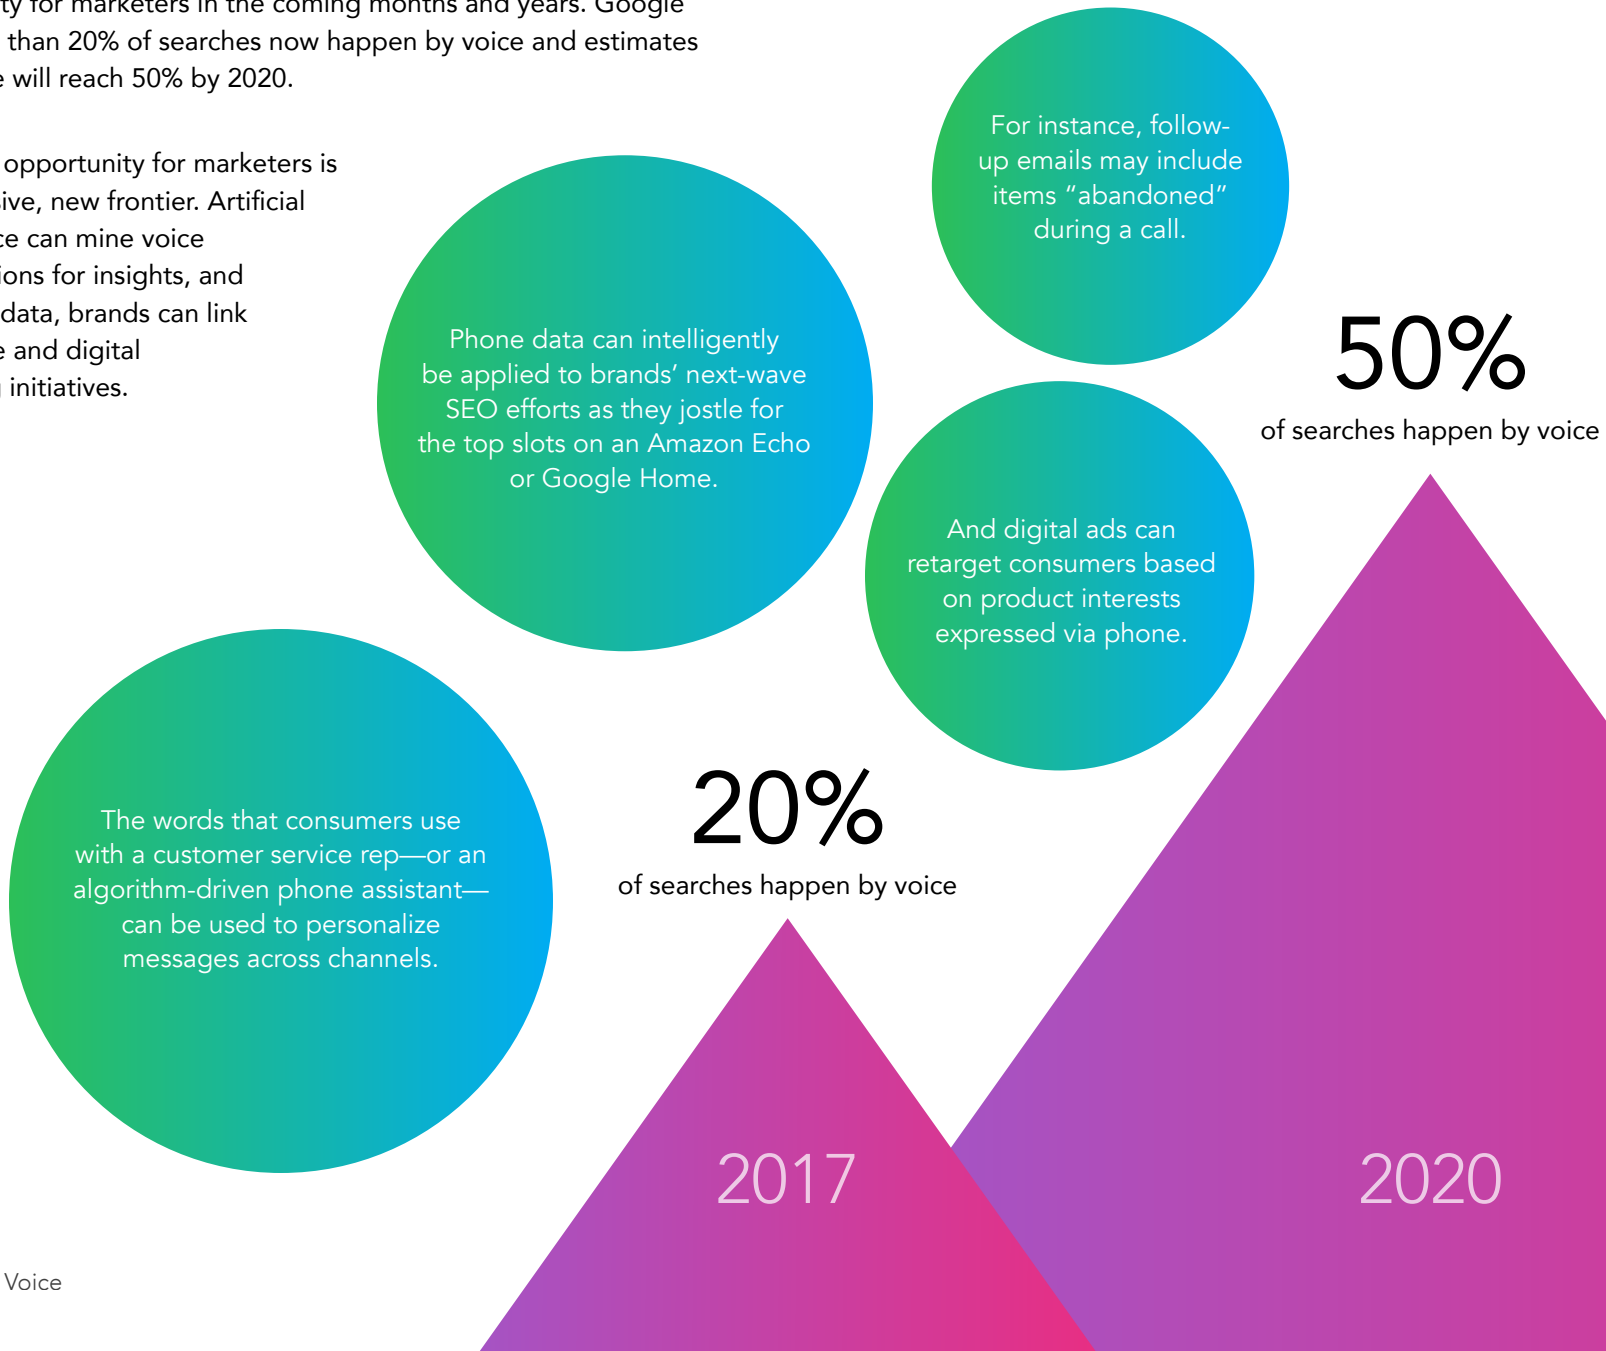 ty for marketers in the coming months and years. Google
than 20% of searches now happen by voice and estimates
will reach 50% by 2020.
opportunity for marketers is
new frontier. Artificial
can mine voice
for insights, and
data, brands can link
and digital
initiatives.
For instance, follow-
up emails may include
items “abandoned”
during a call.
Phone data can intelligently
be applied to brands’ next-wave
SEO efforts as they jostle for
the top slots on an Amazon Echo
or Google Home.
50%
of searches happen by voice
And digital ads can
retarget consumers based
on product interests
expressed via phone.
20%
of searches happen by voice
The words that consumers use
with a customer service rep—or an
algorithm-driven phone assistant—
can be used to personalize
messages across channels.
2017
2020
Voice